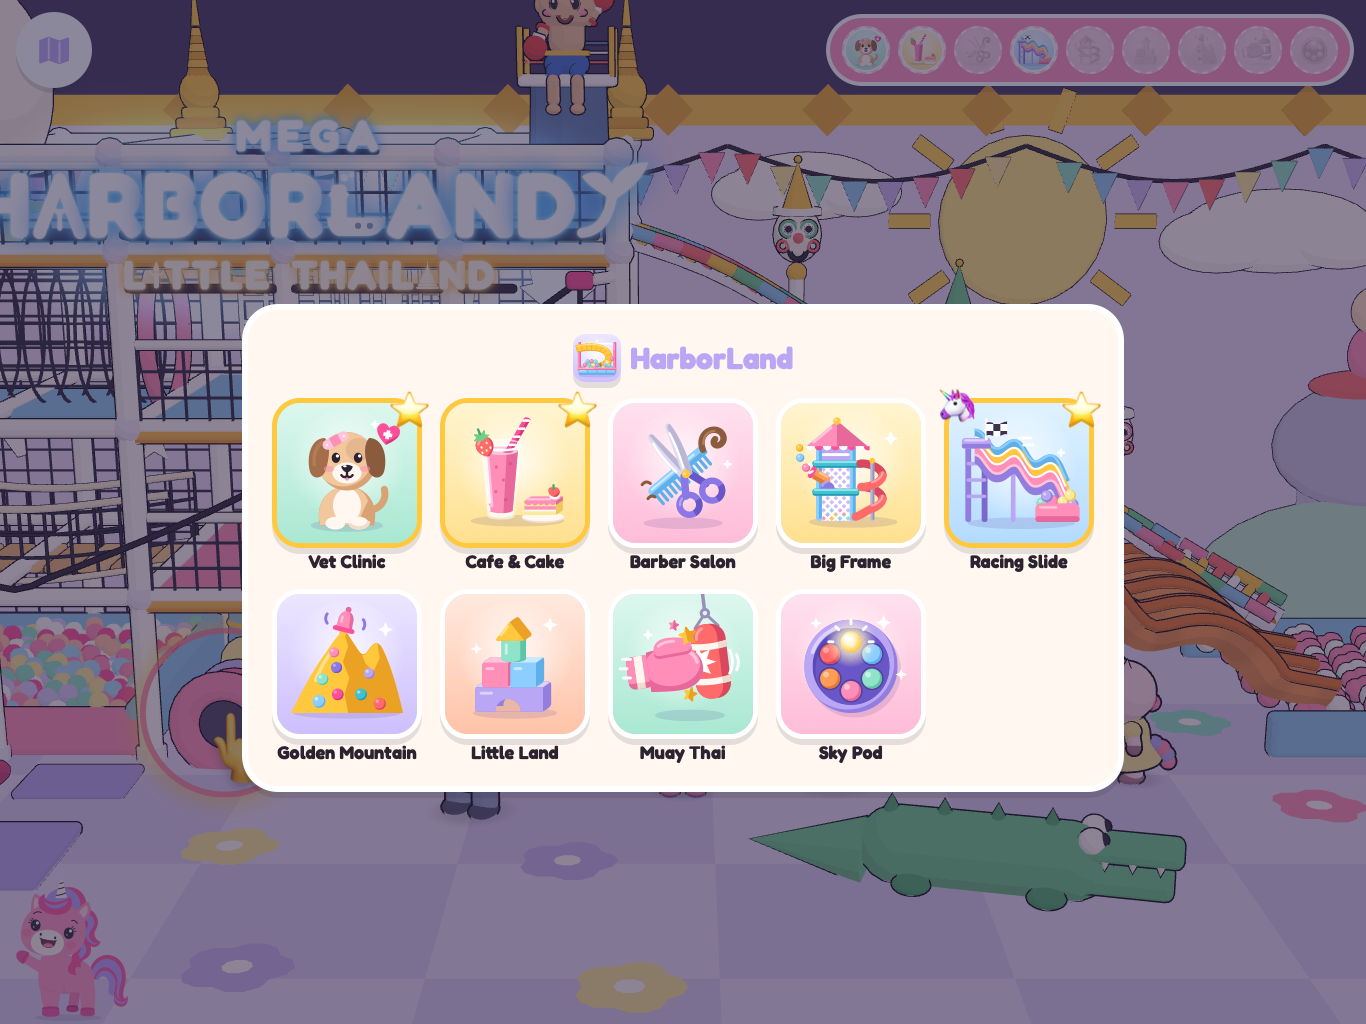 MEGA
HARBORLANDY
LITTLE THAILAND
HarborLand
Vet Clinic
Cafe & Cake
Barber Salon
Big Frame
Racing Slide
Golden Mountain
Little Land
Muay Thai
Sky Pod